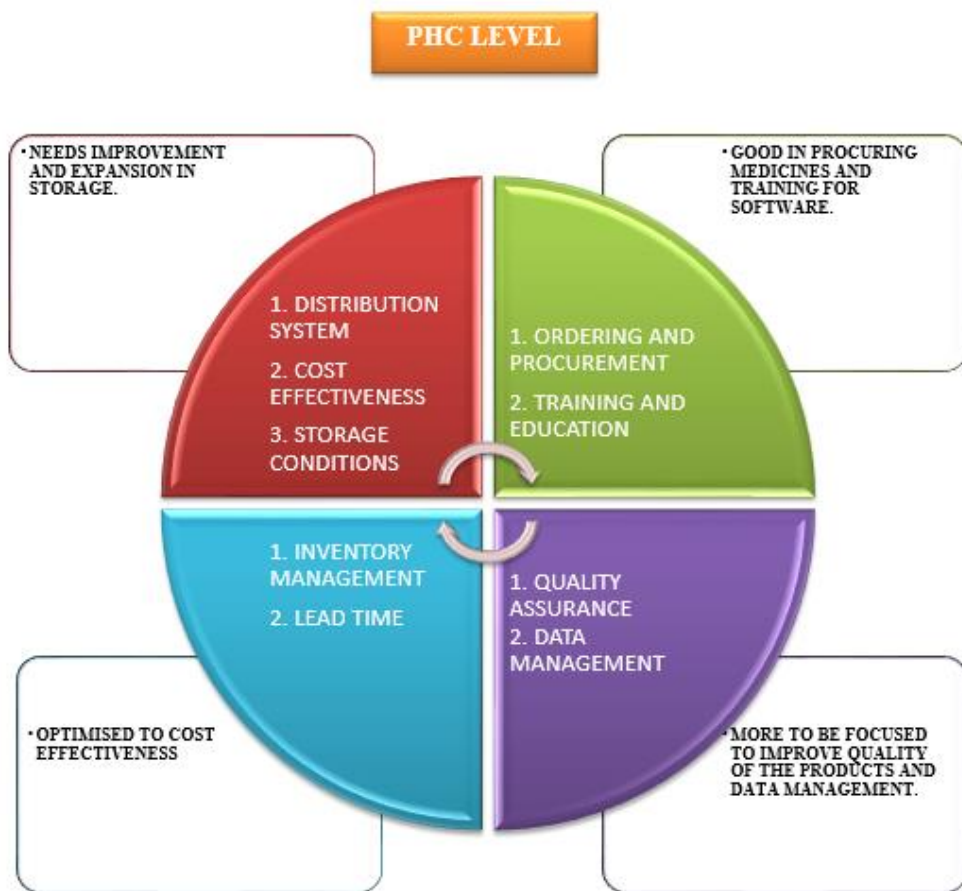 PHC LEVEL
•NEEDS IMPROVEMENT
AND EXPANSION IN
STORAGE.
•GOOD IN PROCURING
MEDICINES AND
TRAINING FOR
SOFTWARE.
1. DISTRIBUTION
SYSTEM
2. COST
EFFECTIVENESS
3. STORAGE
CONDITIONS
1. ORDERING AND
PROCUREMENT
2. TRAINING AND
EDUCATION
1. INVENTORY
MANAGEMENT
2. LEAD TIME
1. QUALITY
ASSURANCE
2. DATA
MANAGEMENT
•OPTIMISED TO COST
EFFECTIVENESS
•MORE TO BE FOCUSED
TO IMPROVE QUALITY
OF THE PRODUCTS AND
DATA MANAGEMENT.